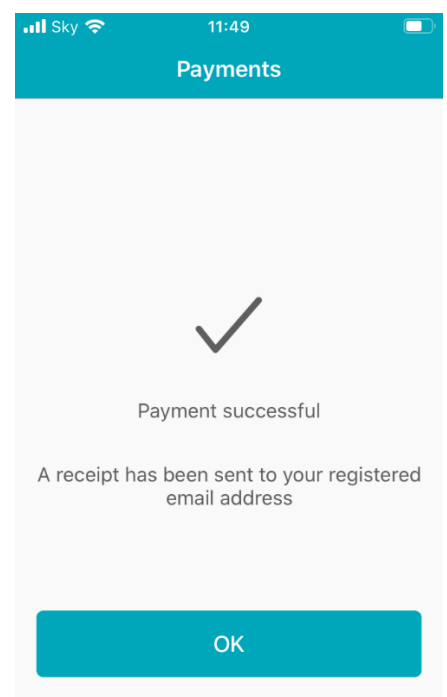 Sky 11:49
Payments
Payment successful
A receipt has been sent to your registered
email address
OK